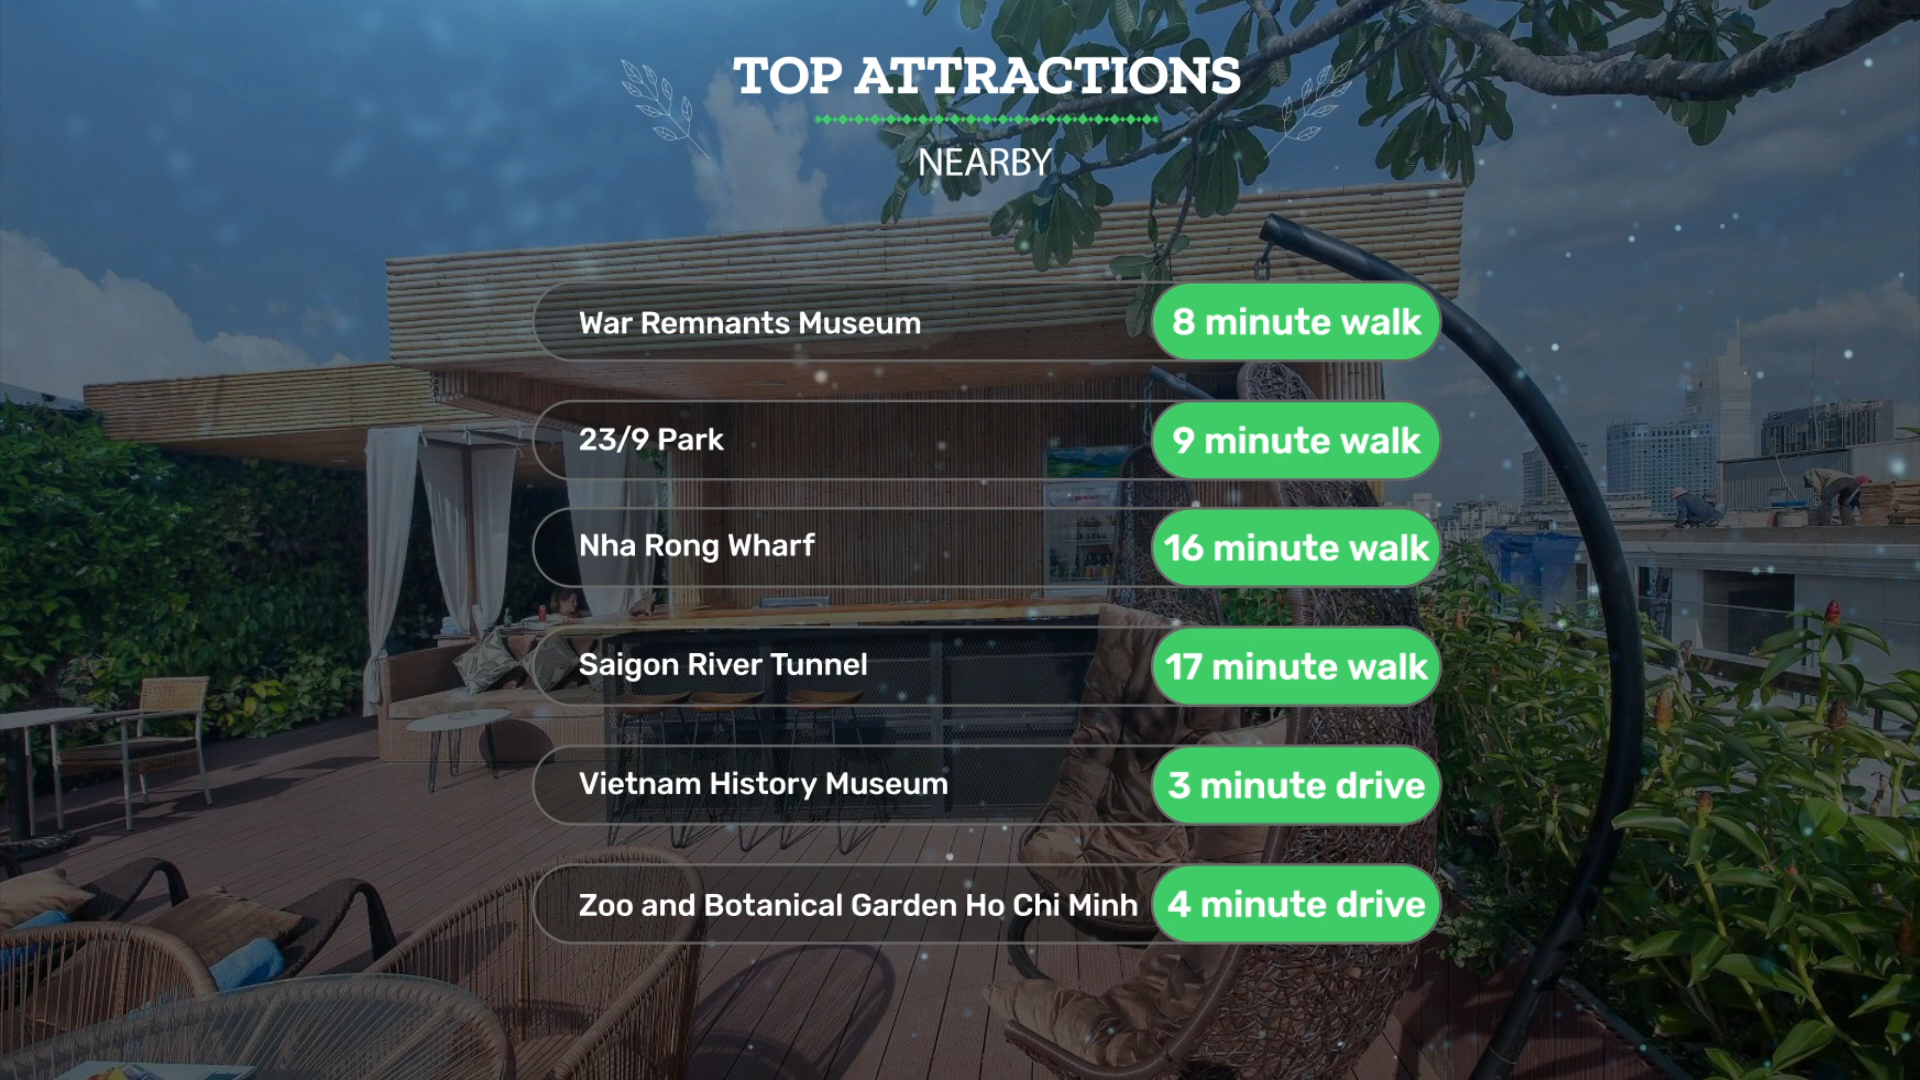 TOP ATTRACTIONS
NEARBY
War Remnants Museum
8 minute walk
23/9 Park
9 minute walk
Nha Rong Wharf
16 minute walk
Saigon River Tunnel
17 minute walk
Vietnam History Museum
3 minute drive
Zoo and Botanical Garden Ho Chi Minh
4 minute drive